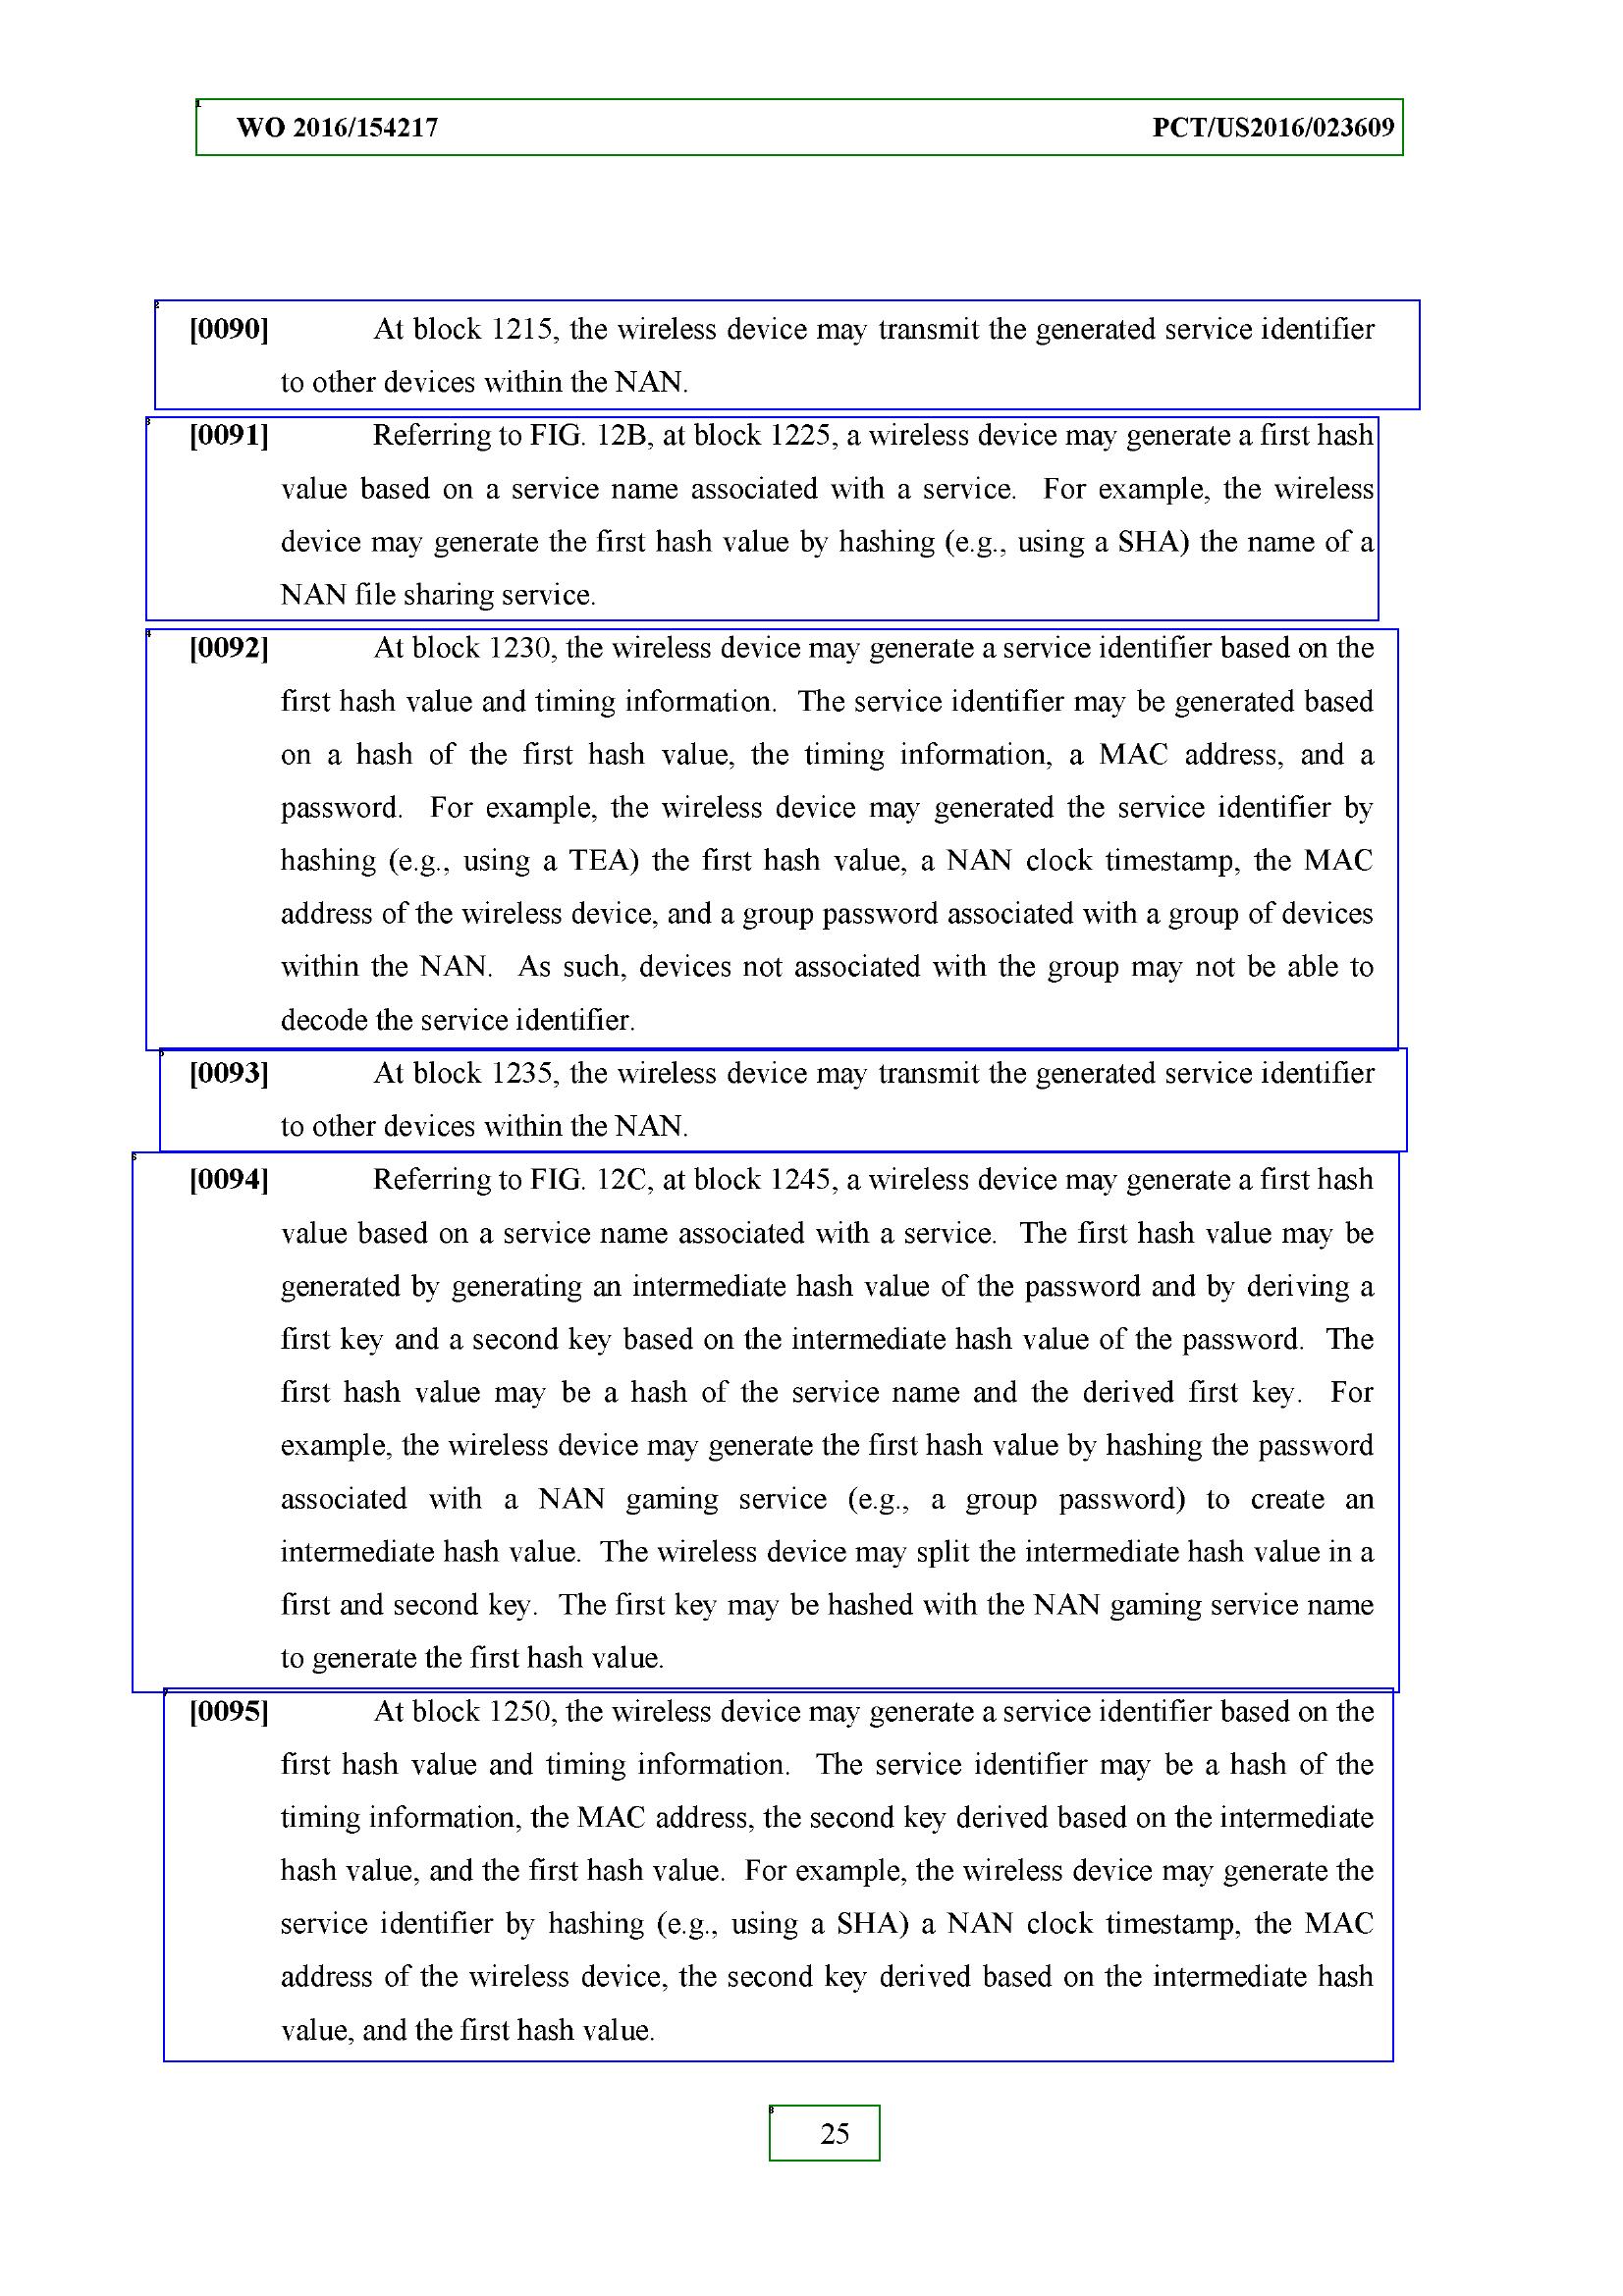 WO 2016/154217 PCT/US2016/023609
[0090] At block 1215, the wireless device may transmit the generated service identifier
to other devices within the NAN.
[0091] Referring to FIG. 12B, at block 1225, a wireless device may generate a first hash
value based on a service name associated with a service. For example, the wireless
device may generate the first hash value by hashing (e.g., using a SHA) the name of a
NAN file sharing service.
[0092] At block 1230, the wireless device may generate a service identifier based on the
first hash value and timing information. The service identifier may be generated based
on a hash of the first hash value, the timing information, a MAC address, and a
password. For example, the wireless device may generated the service identifier by
hashing (e.g., using a TEA) the first hash value, a NAN clock timestamp, the MAC
address of the wireless device, and a group password associated with a group of devices
within the NAN. As such, devices not associated with the group may not be able to
decode the service identifier.
[0093] At block 1235, the wireless device may transmit the generated service identifier
to other devices within the NAN.
[0094] Referring to FIG. 12C, at block 1245, a wireless device may generate a first hash
value based on a service name associated with a service. The first hash value may be
generated by generating an intermediate hash value of the password and by deriving a
first key and a second key based on the intermediate hash value of the password. The
first hash value may be a hash of the service name and the derived first key. For
example, the wireless device may generate the first hash value by hashing the password
associated with a NAN gaming service (e.g., a group password) to create an
intermediate hash value. The wireless device may split the intermediate hash value in a
first and second key. The first key may be hashed with the NAN gaming service name
to generate the first hash value.
[0095] At block 1250, the wireless device may generate a service identifier based on the
first hash value and timing information. The service identifier may be a hash of the
timing information, the MAC address, the second key derived based on the intermediate
hash value, and the first hash value. For example, the wireless device may generate the
service identifier by hashing (e.g., using a SHA) a NAN clock timestamp, the MAC
address of the wireless device, the second key derived based on the intermediate hash
value, and the first hash value.
25